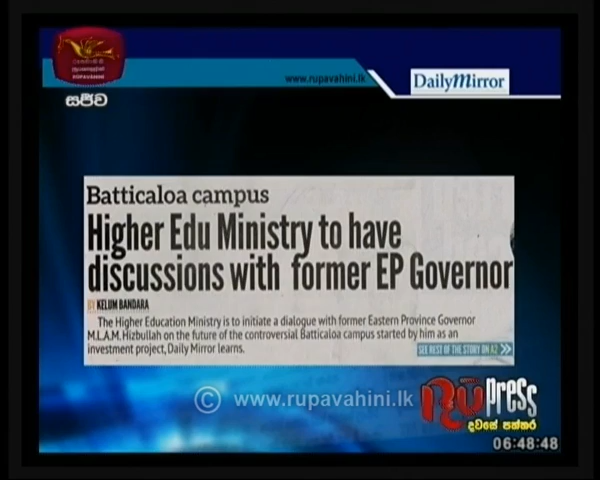 RUPAVAHINI
සජීව
www.rupavahini.lk
DailyMirror
Batticaloa campus
Higher Edu Ministry to have
discussions with former EP Governor
BY KELUM BANDARA
The Higher Education Ministry is to initiate a dialogue with former Eastern Province Governor
M.L.A.M. Hizbullah on the future of the controversial Batticaloa campus started by him as an
investment project, Daily Mirror learns.
SEE REST OF THE STORY ON A2
© www.rupavahini.lk
Press
දවසේ පත්තර
06:48:48